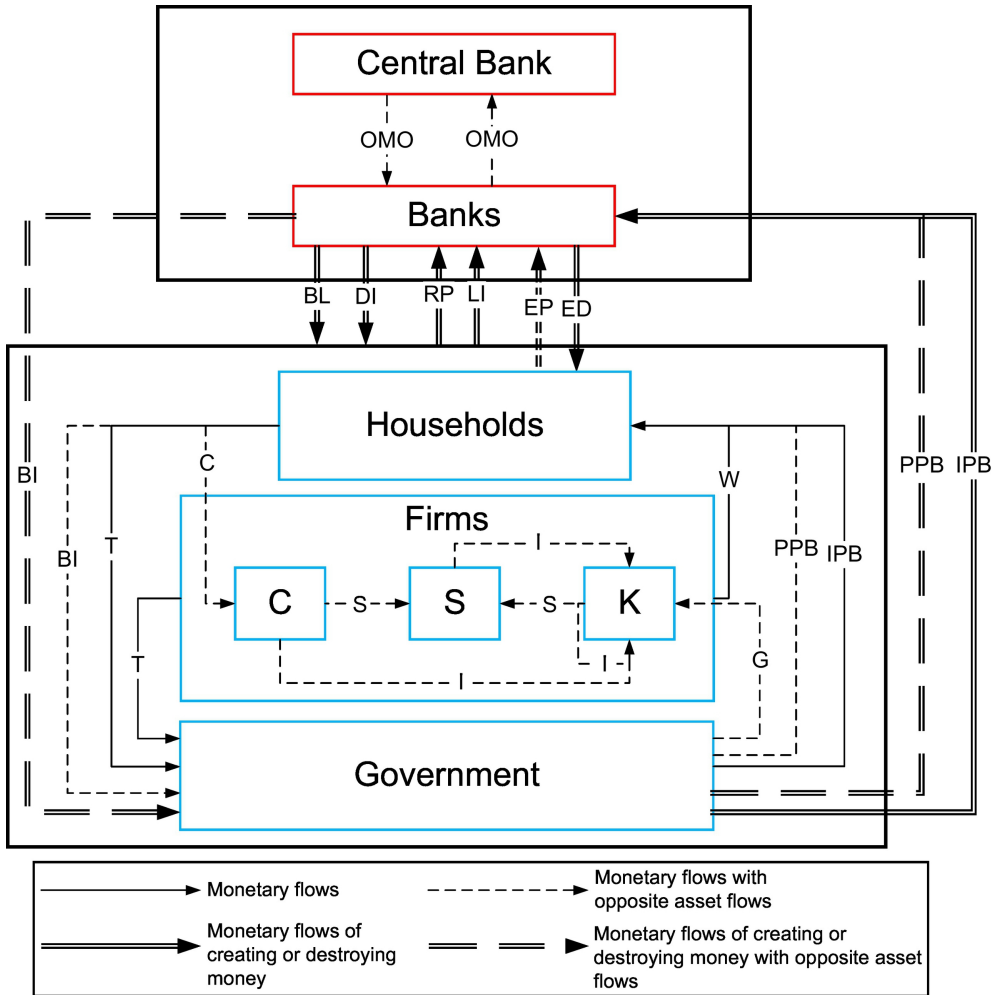 Central Bank
OMO
OMO
Banks
BL
DI
RP
LI
EP
ED
Households
BI
BI
T
C
W
PPB
IPB
PPB
IPB
Firms
I
C
S
S
S
K
I
I
T
G
Government
Monetary flows
Monetary flows with
opposite asset flows
Monetary flows of
creating or destroying
money
Monetary flows of creating or
destroying money with opposite asset
flows